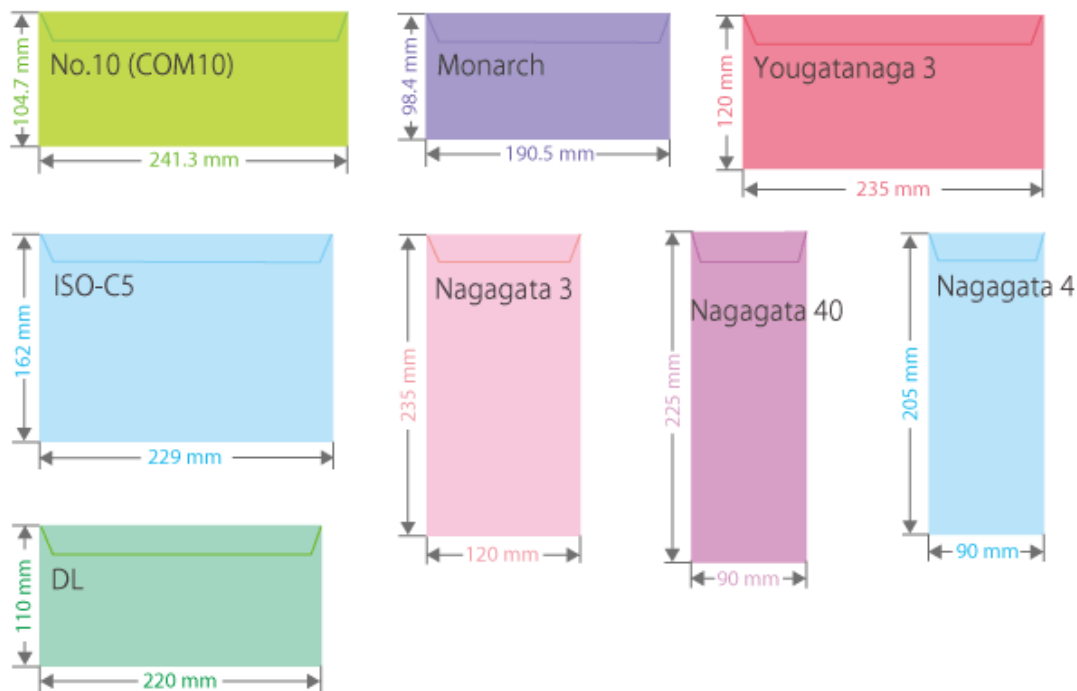 No.10 (COM10)
104.7 mm
241.3 mm
Monarch
98.4 mm
190.5 mm
Yougatanaga 3
120 mm
235 mm
ISO-C5
162 mm
229 mm
Nagagata 3
235 mm
120 mm
Nagagata 40
225 mm
90 mm
Nagagata 4
205 mm
90 mm
DL
110 mm
220 mm